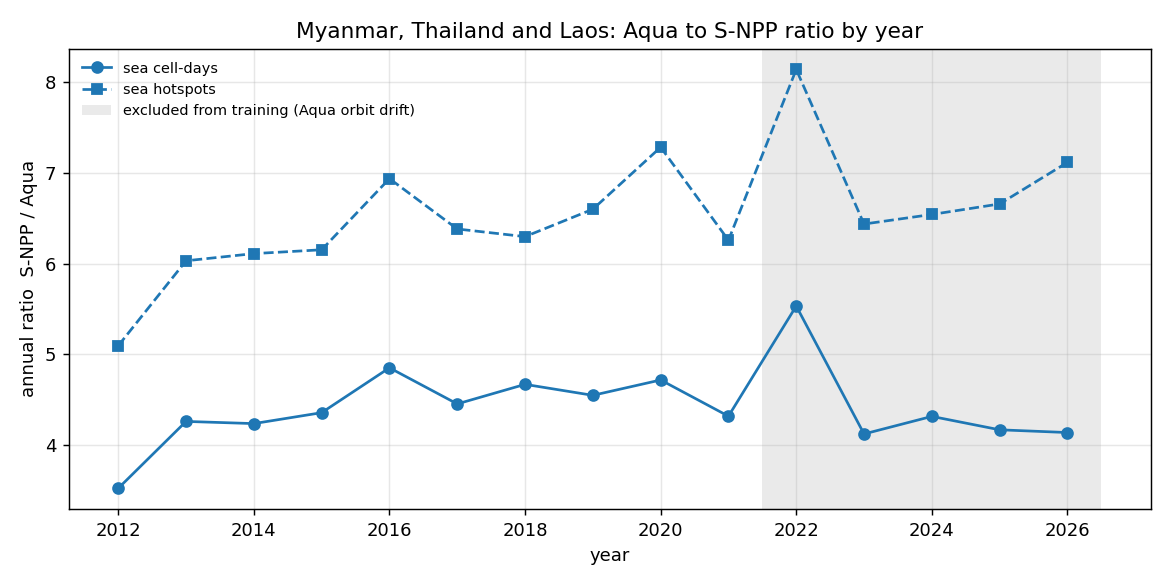 Myanmar, Thailand and Laos: Aqua to S-NPP ratio by year
sea cell-days
sea hotspots
excluded from training (Aqua orbit drift)
annual ratio  S-NPP / Aqua
8
7
6
5
4
2012 2014 2016 2018 2020 2022 2024 2026
year